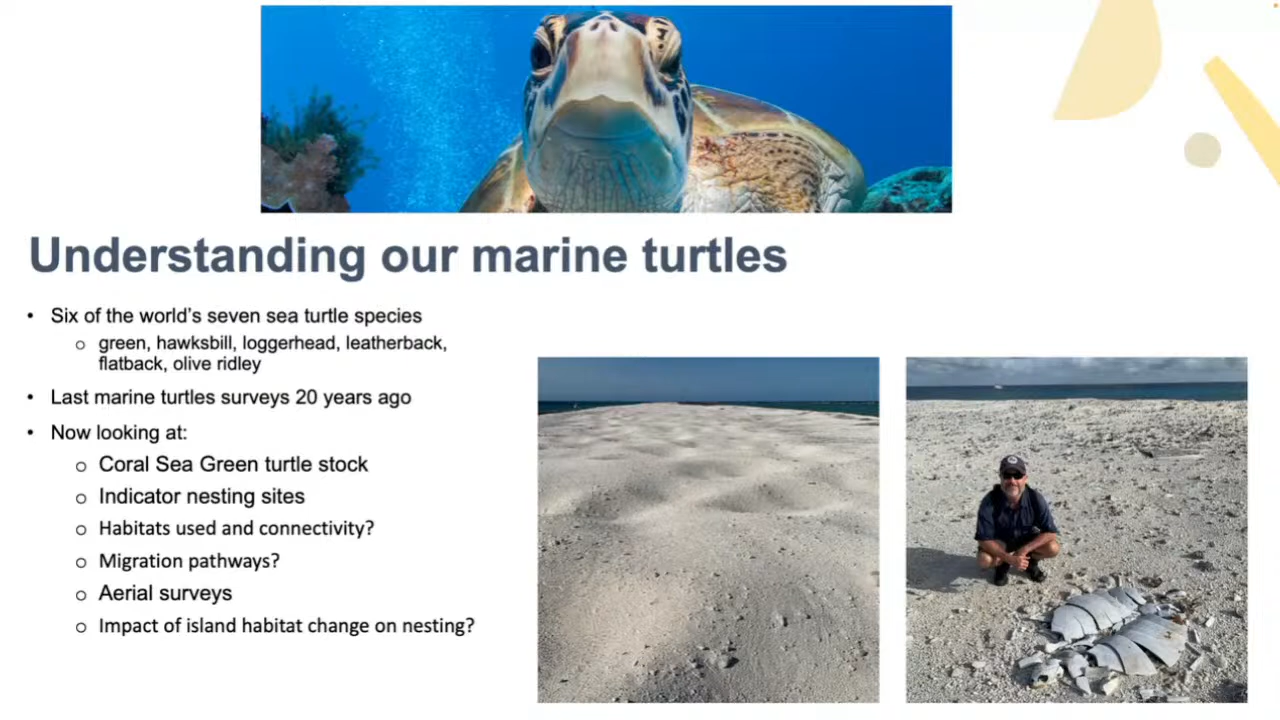 Understanding our marine turtles
• Six of the world's seven sea turtle species
o green, hawksbill, loggerhead, leatherback,
flatback, olive ridley
• Last marine turtles surveys 20 years ago
• Now looking at:
o Coral Sea Green turtle stock
o Indicator nesting sites
o Habitats used and connectivity?
o Migration pathways?
o Aerial surveys
o Impact of island habitat change on nesting?